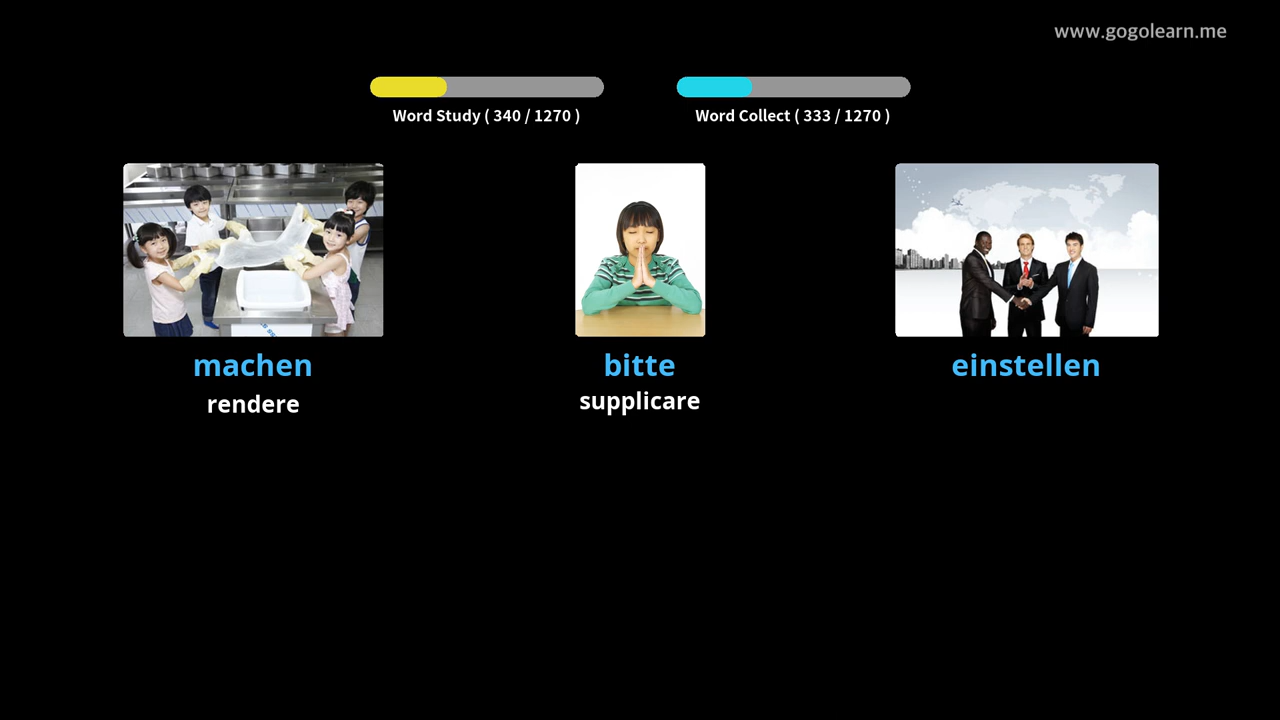 www.gogolearn.me
Word Study ( 340 / 1270 )
Word Collect ( 333 / 1270 )
machen
bitte
einstellen
rendere
supplicare